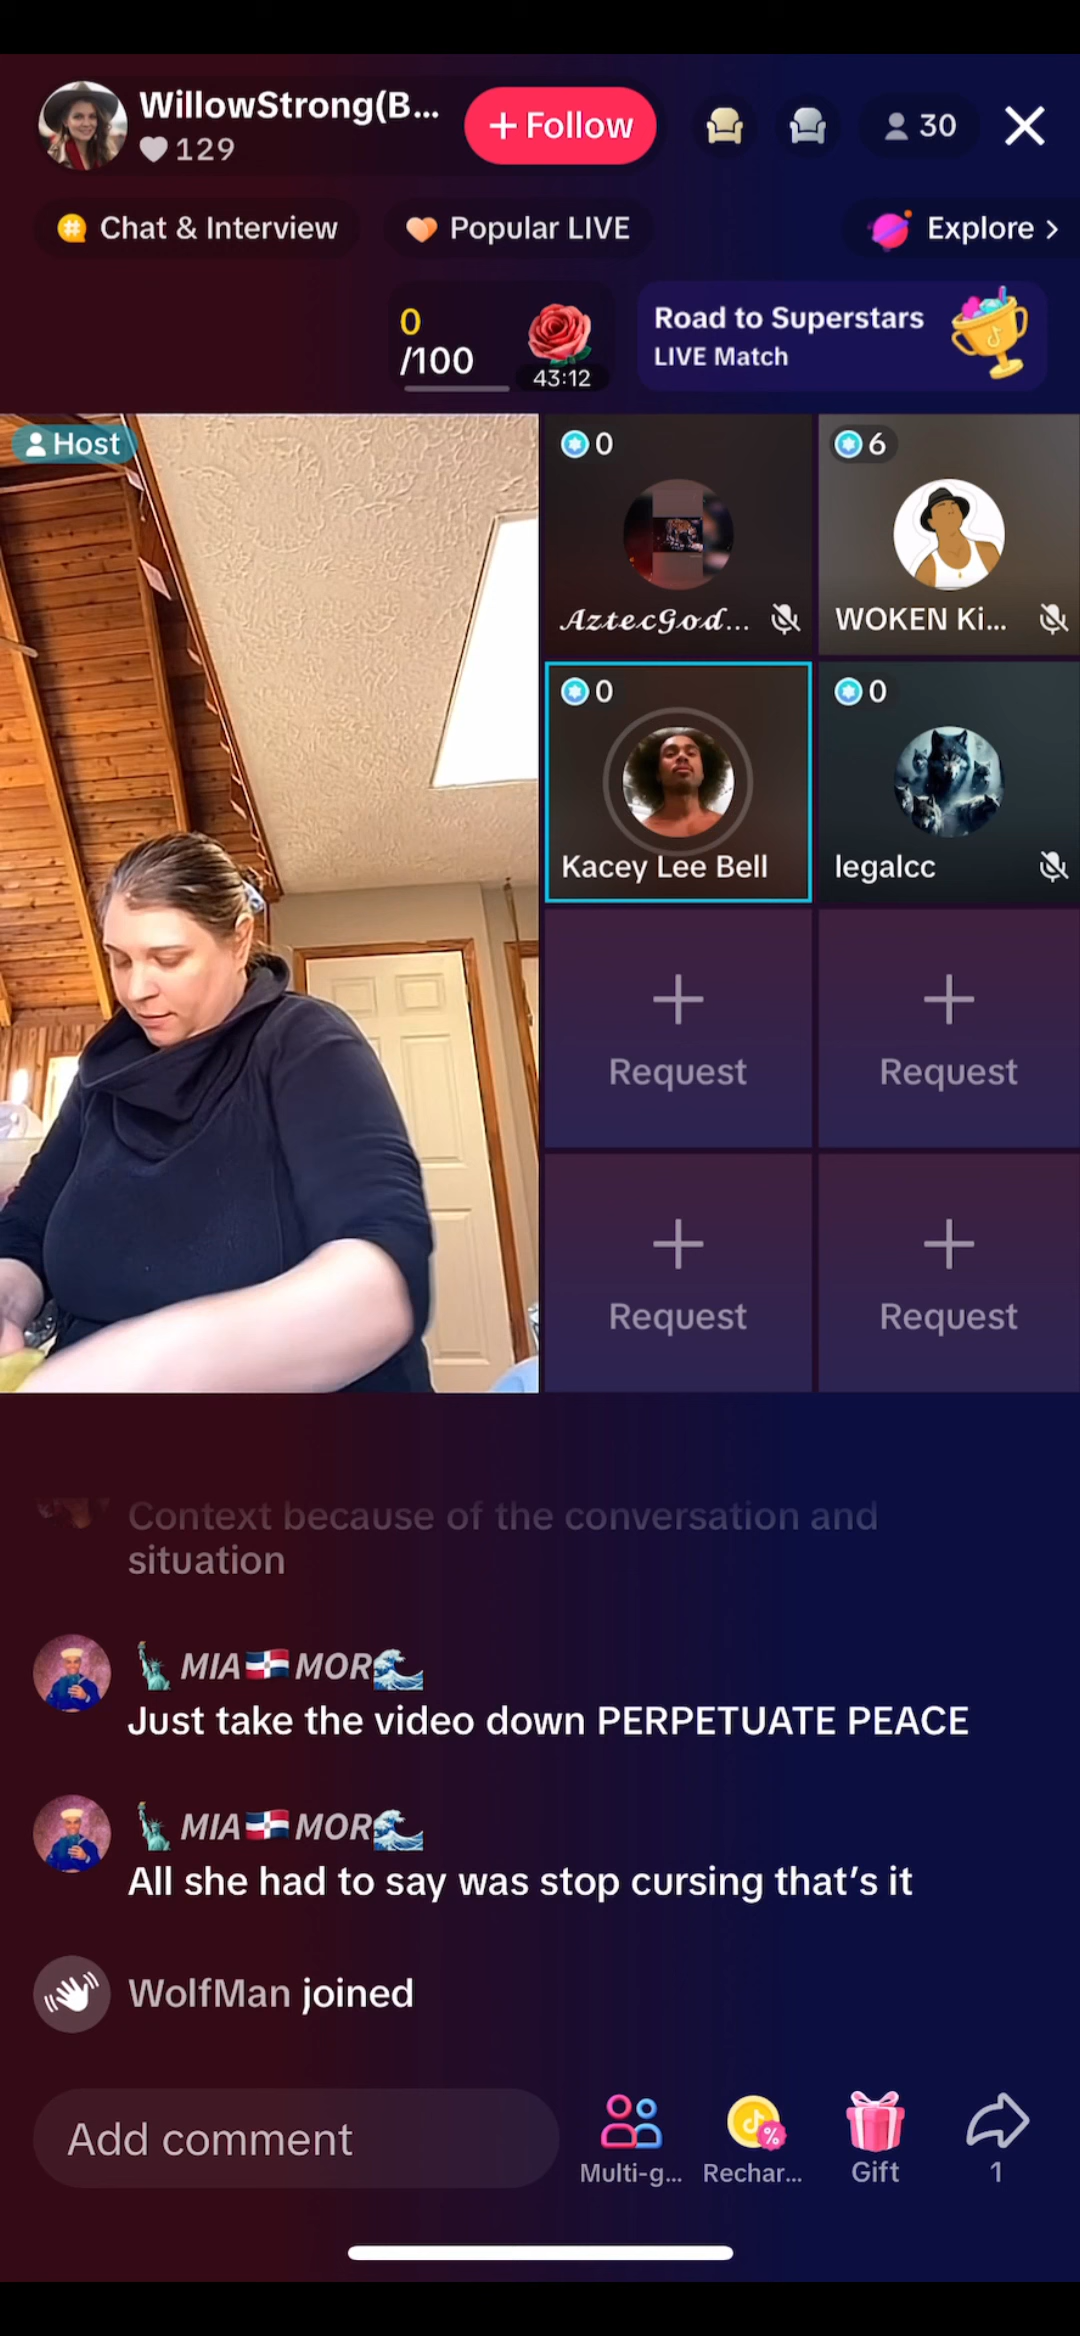 WillowStrong(B...
129
+ Follow
30
Chat & Interview
Popular LIVE
Explore >
0
/100
43:12
Road to Superstars
LIVE Match
Host
0
6
𝓐𝔃𝓽𝓮𝓬𝓖𝓸𝓭...
WOKEN Ki...
0
0
Kacey Lee Bell
legalcc
Request
Request
Request
Request
Context because of the conversation and
situation
🗽 MIA🇩🇴MOR🌊
Just take the video down PERPETUATE PEACE
🗽 MIA🇩🇴MOR🌊
All she had to say was stop cursing that's it
WolfMan joined
Add comment
Multi-g...
Rechar...
Gift
1